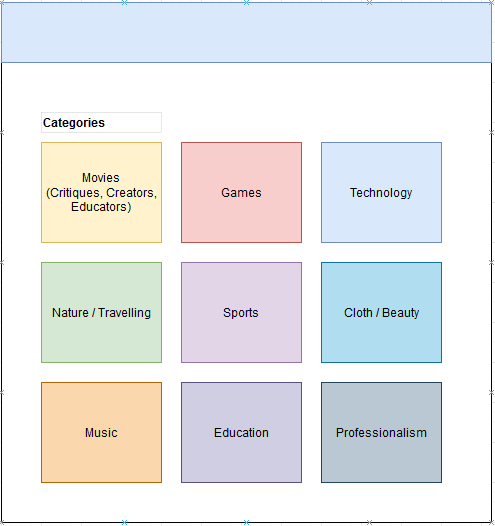 Categories
Movies
(Critiques, Creators,
Educators)
Games
Technology
Nature / Travelling
Sports
Cloth / Beauty
Music
Education
Professionalism